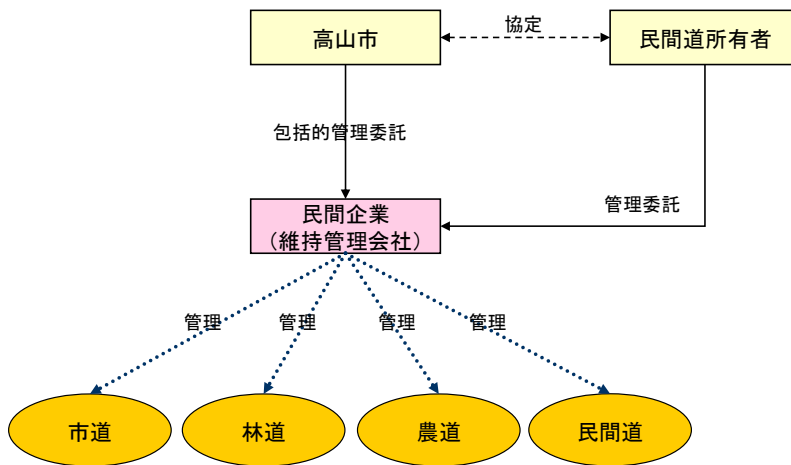 高山市
協定
民間道所有者
包括的管理委託
民間企業
（維持管理会社）
管理委託
管理
管理
管理
管理
市道
林道
農道
民間道